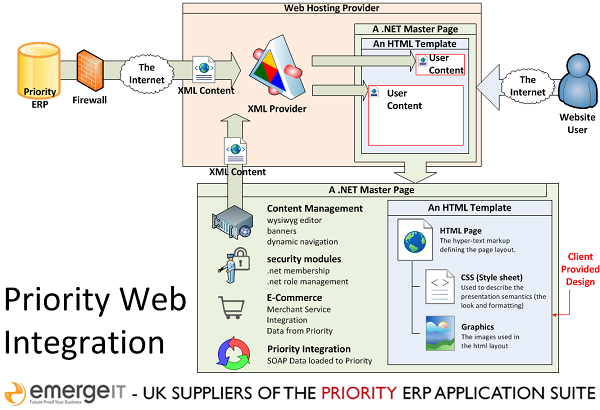 Web Hosting Provider
A .NET Master Page
An HTML Template
User
Content
User
Content
Priority
ERP
Firewall
The
Internet
XML Content
XML Provider
The
Internet
Website
User
XML Content
A .NET Master Page
Content Management
wysiwyg editor
banners
dynamic navigation
security modules
.net membership
.net role management
E-Commerce
Merchant Service
Integration
Data from Priority
Priority Integration
SOAP Data loaded to Priority
An HTML Template
HTML Page
The hyper-text markup
defining the page layout.
CSS (Style sheet)
Used to describe the
presentation semantics (the
look and formatting)
Graphics
The images used in
the html layout
Client
Provided
Design
Priority Web
Integration
emergeIT
Future Proof Your Business
- UK SUPPLIERS OF THE PRIORITY ERP APPLICATION SUITE